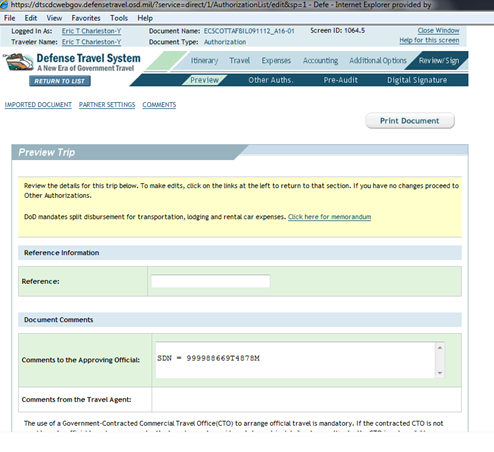 https://dtscdcwebgov.defensetravel.osd.mil/?service=direct/1/AuthorizationList/edit&sp=1 - Defe - Internet Explorer provided by
File View Favorites Tools Help
Logged In As: Eric T Charleston-Y Document Name: ECSCOTTAFBIL091112_A16-01 Screen ID: 1064.5 Close Window
Traveler Name: Eric T Charleston-Y Document Type: Authorization Help for this screen
Defense Travel System
A New Era of Government Travel
Itinerary Travel Expenses Accounting Additional Options Review/Sign
RETURN TO LIST Preview Other Auths. Pre-Audit Digital Signature
IMPORTED DOCUMENT PARTNER SETTINGS COMMENTS
Print Document
Preview Trip
Review the details for this trip below. To make edits, click on the links at the left to return to that section. If you have no changes proceed to
Other Authorizations.
DoD mandates split disbursement for transportation, lodging and rental car expenses. Click here for memorandum
Reference Information
Reference:
Document Comments
Comments to the Approving Official: SDN = 999988669T4878M
Comments from the Travel Agent:
The use of a Government-Contracted Commercial Travel Office(CTO) to arrange official travel is mandatory. If the contracted CTO is not